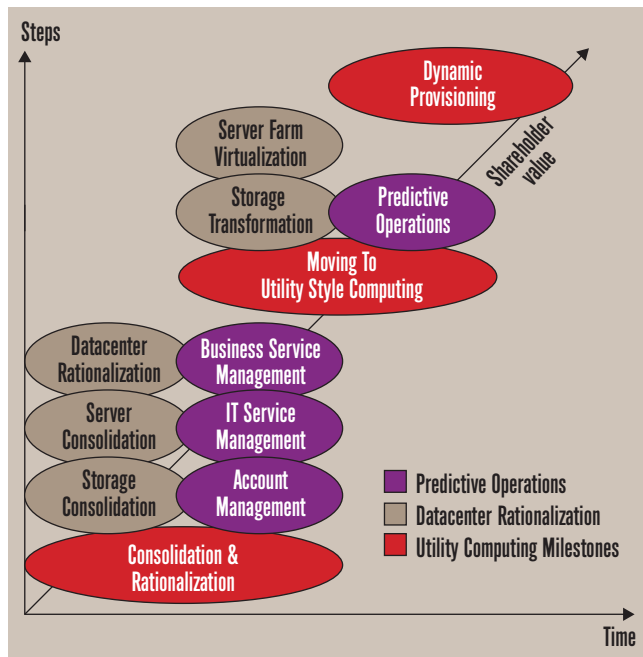 Steps
Dynamic
Provisioning
Shareholder
value
Server Farm
Virtualization
Storage
Transformation
Predictive
Operations
Moving To
Utility Style Computing
Datacenter
Rationalization
Business Service
Management
Server
Consolidation
IT Service
Management
Storage
Consolidation
Account
Management
Predictive Operations
Datacenter Rationalization
Utility Computing Milestones
Consolidation &
Rationalization
Time